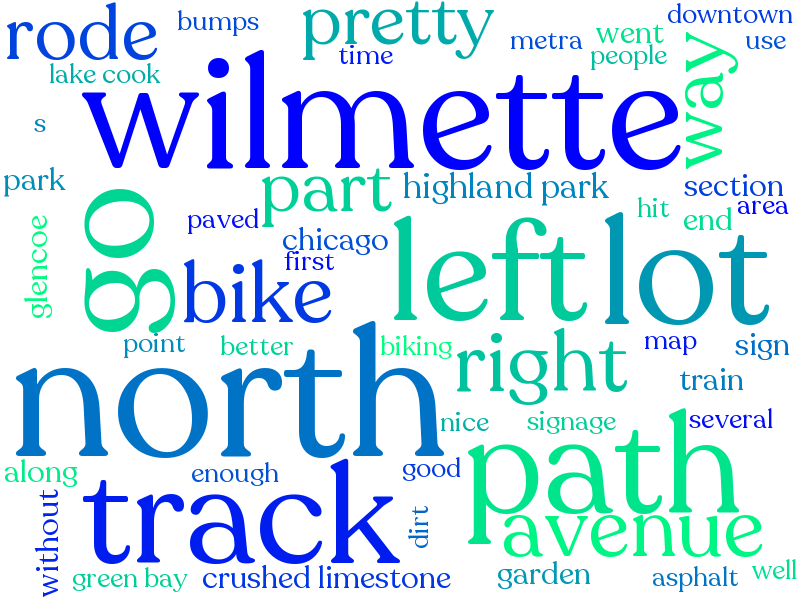 rode bumps pretty downtown
time metra went use
lake cook people
wilmette way
s
park part highland park section
go paved hit end area
glencoe chicago left lot
bike first
point better biking map sign
north right train
nice signage several
along enough good path
track avenue
without dirt
green bay crushed limestone garden asphalt well